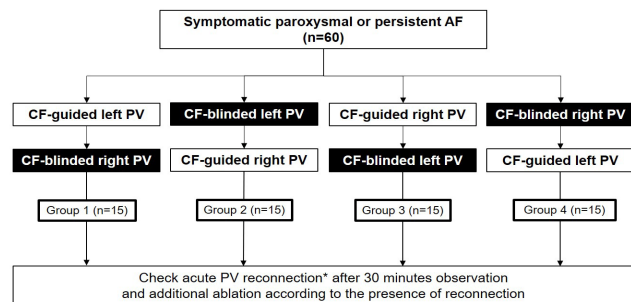 Symptomatic paroxysmal or persistent AF
(n=60)
CF-guided left PV
CF-blinded left PV
CF-guided right PV
CF-blinded right PV
CF-blinded right PV
CF-guided right PV
CF-blinded left PV
CF-guided left PV
Group 1 (n=15)
Group 2 (n=15)
Group 3 (n=15)
Group 4 (n=15)
Check acute PV reconnection* after 30 minutes observation
and additional ablation according to the presence of reconnection